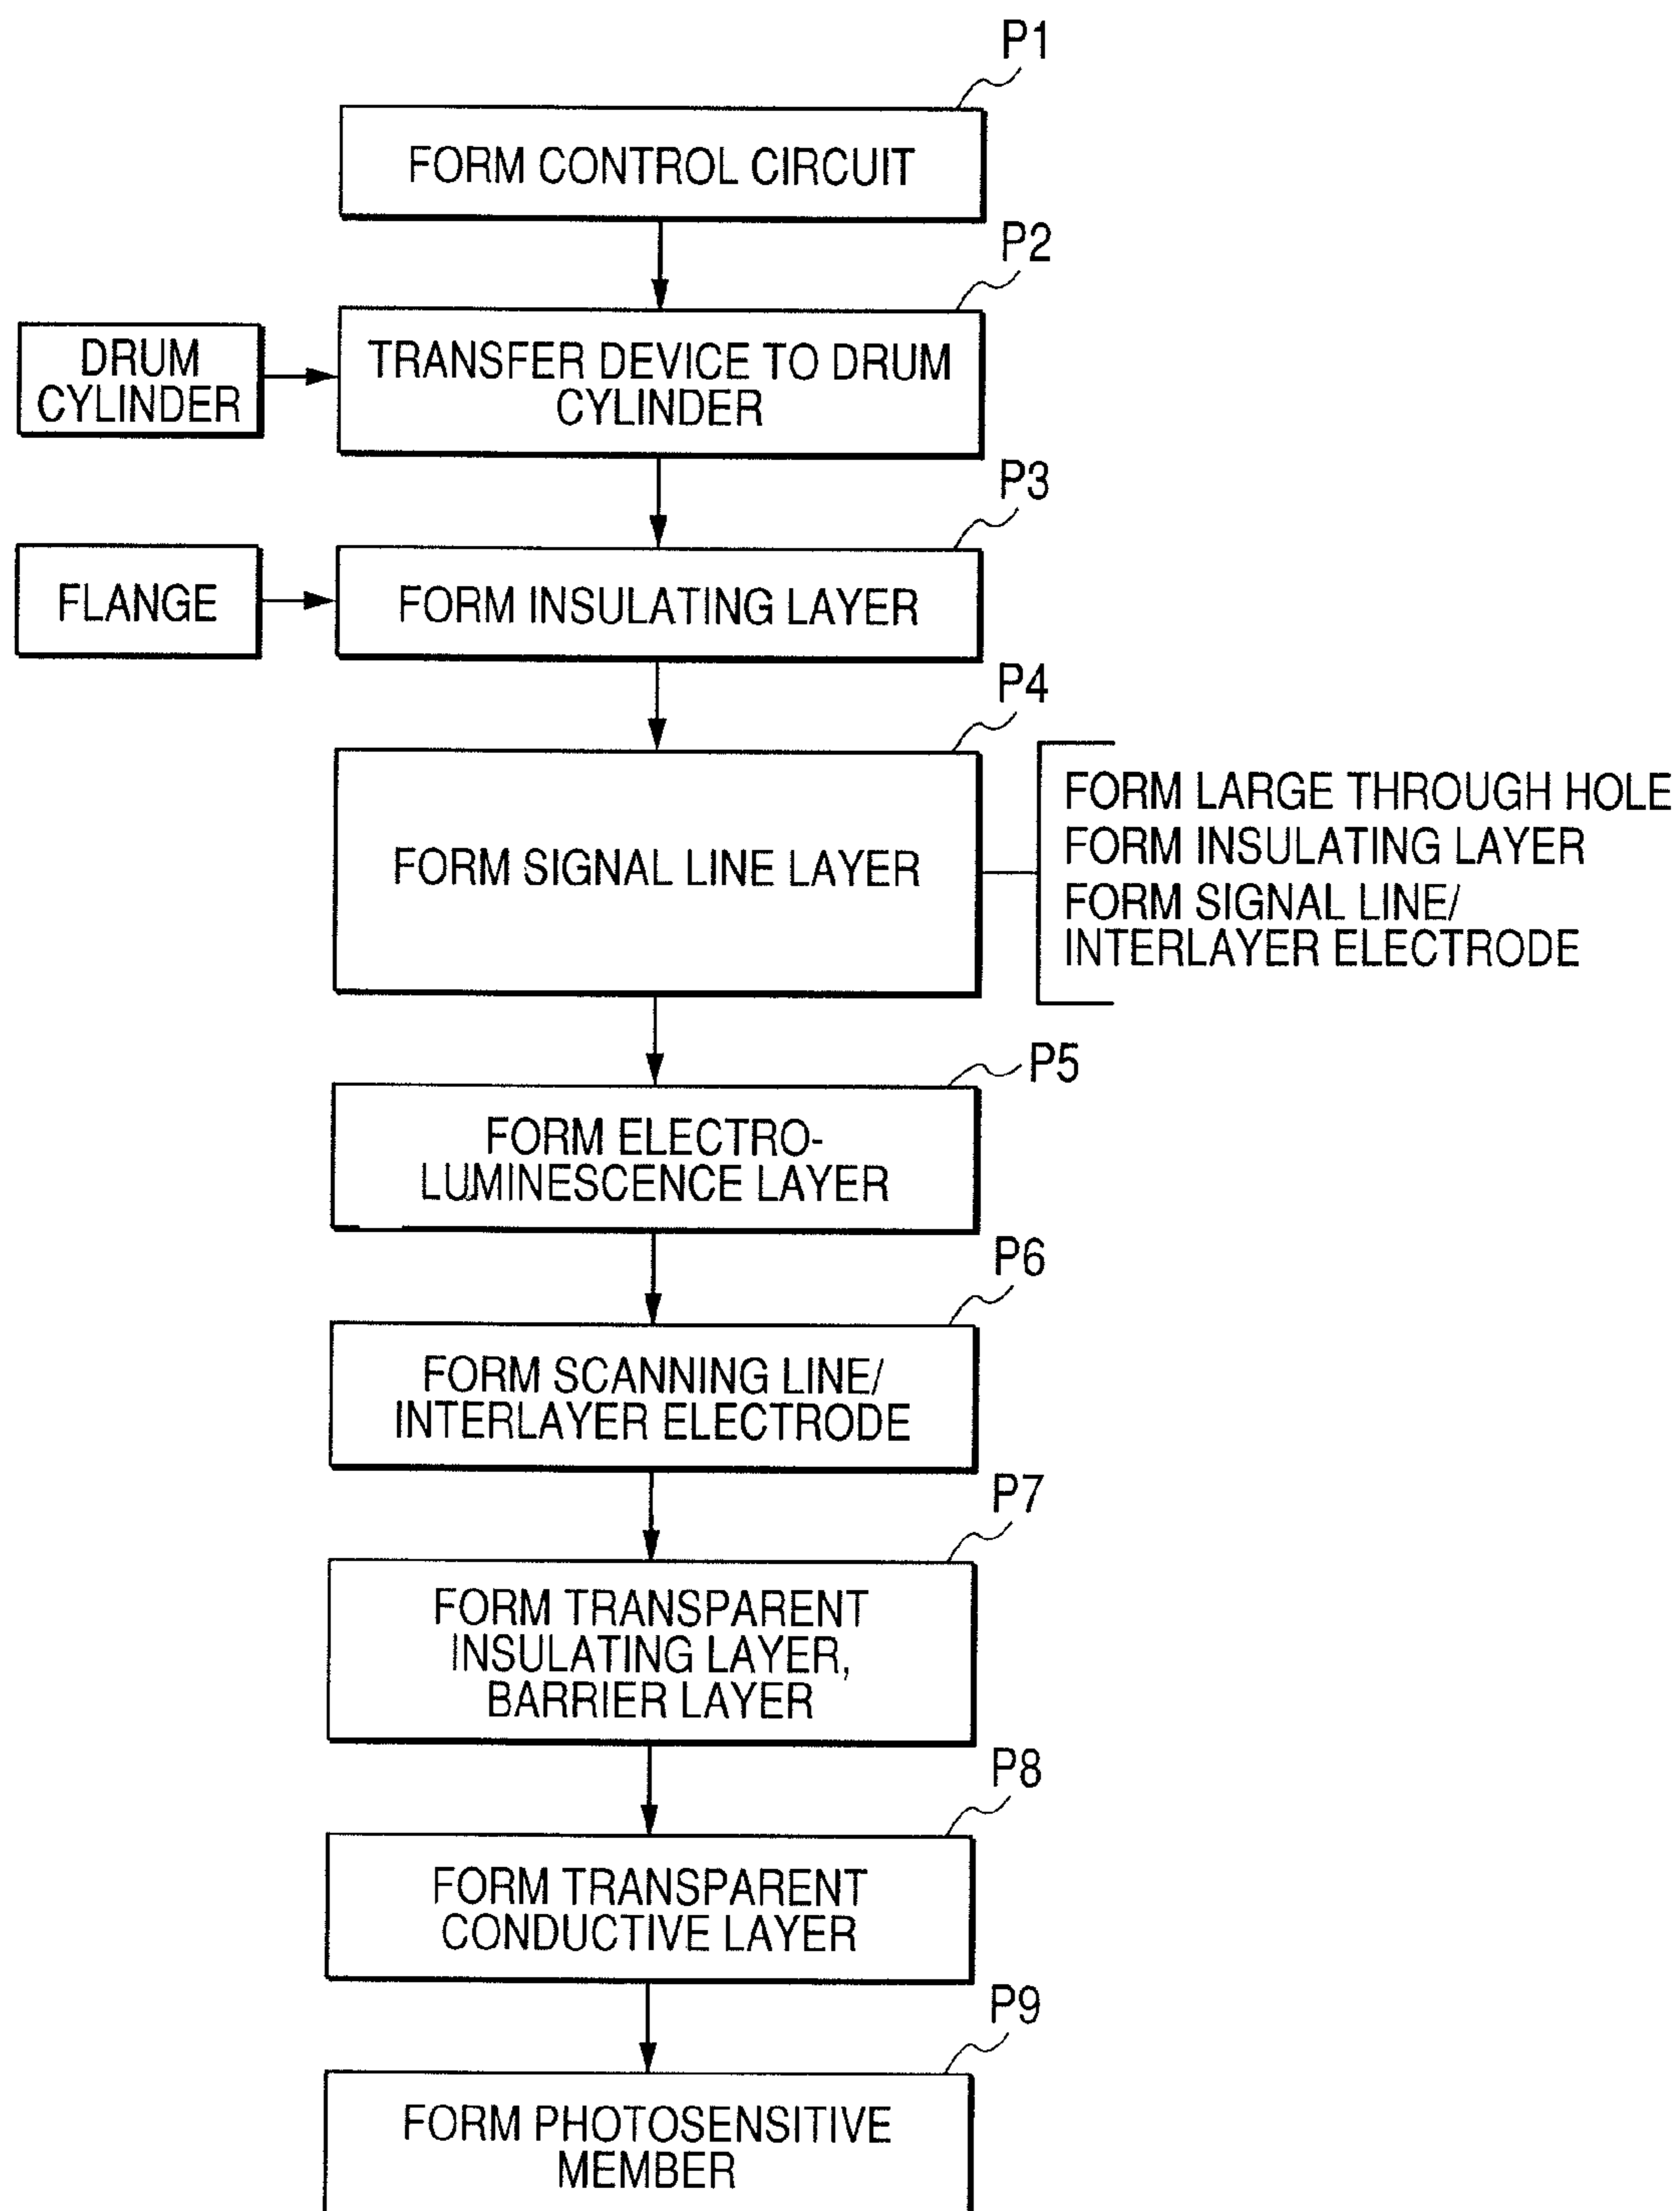 P1
FORM CONTROL CIRCUIT
P2
DRUM
CYLINDER
TRANSFER DEVICE TO DRUM
CYLINDER
P3
FLANGE
FORM INSULATING LAYER
P4
FORM SIGNAL LINE LAYER
FORM LARGE THROUGH HOLE
FORM INSULATING LAYER
FORM SIGNAL LINE/
INTERLAYER ELECTRODE
P5
FORM ELECTRO-
LUMINESCENCE LAYER
P6
FORM SCANNING LINE/
INTERLAYER ELECTRODE
P7
FORM TRANSPARENT
INSULATING LAYER,
BARRIER LAYER
P8
FORM TRANSPARENT
CONDUCTIVE LAYER
P9
FORM PHOTOSENSITIVE
MEMBER